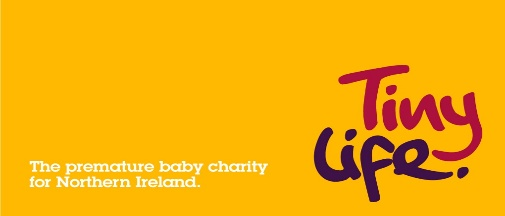 Tiny
life.
The premature baby charity
for Northern Ireland.